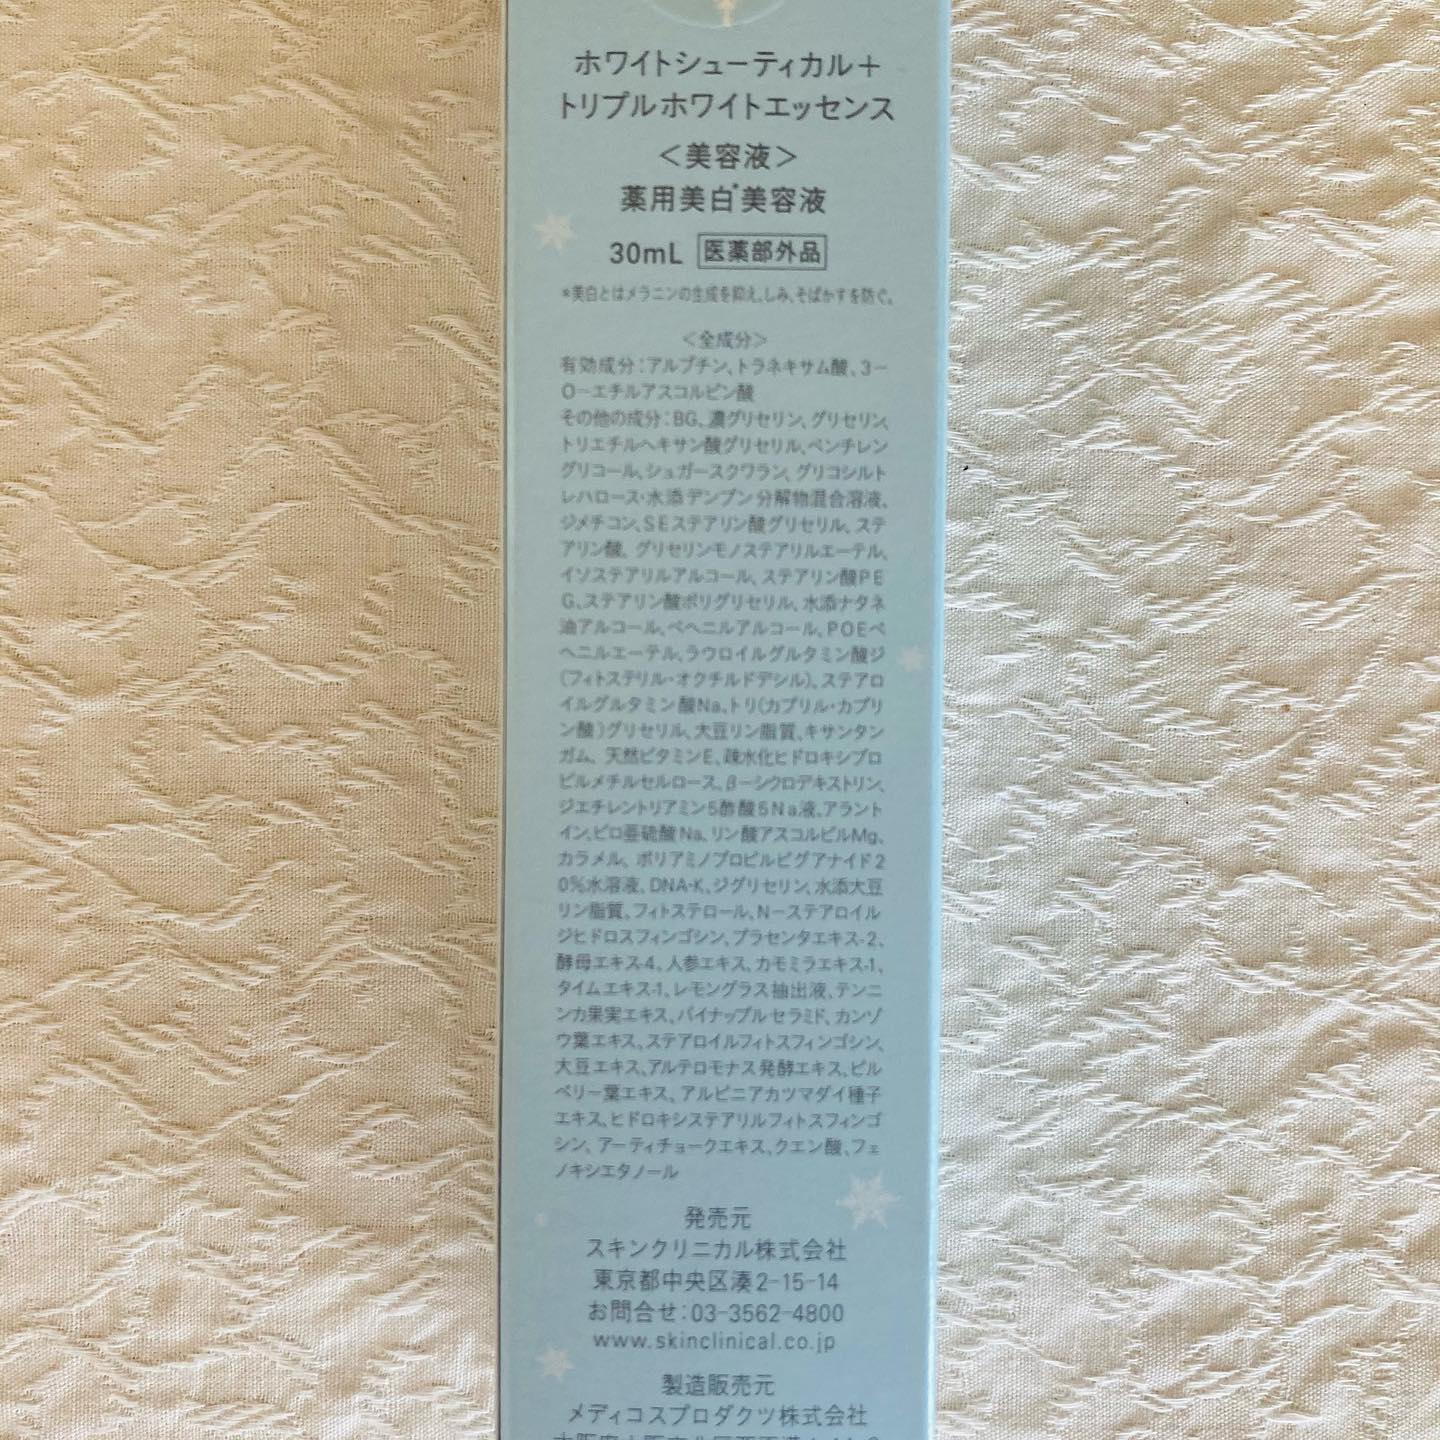 ホワイトシューティカル＋
トリプルホワイトエッセンス
＜美容液＞
薬用美白*美容液
30mL 医薬部外品
*美白とはメラニンの生成を抑え、しみ、そばかすを防ぐ。
＜全成分＞
有効成分：アルブチン、トラネキサム酸、3－
O－エチルアスコルビン酸
その他の成分：BG、濃グリセリン、グリセリン、
トリエチルヘキサン酸グリセリル、ペンチレン
グリコール、シュガースクワラン、グリコシルト
レハロース・水添デンプン分解物混合溶液、
ジメチコン、SEステアリン酸グリセリル、ステ
アリン酸、グリセリンモノステアリルエーテル、
イソステアリルアルコール、ステアリン酸PE
G、ステアリン酸ポリグリセリル、水添ナタネ
油アルコール、ベヘニルアルコール、POEベ
ヘニルエーテル、ラウロイルグルタミン酸ジ
（フィトステリル・オクチルドデシル）、ステアロ
イルグルタミン酸Na、トリ（カプリル・カプリ
ン酸）グリセリル、大豆リン脂質、キサンタン
ガム、天然ビタミンE、疎水化ヒドロキシプロ
ピルメチルセルロース、β－シクロデキストリン、
ジエチレントリアミン5酢酸5Na液、アラント
イン、ピロ亜硫酸Na、リン酸アスコルビルMg、
カラメル、ポリアミノプロピルビグアナイド2
0%水溶液、DNA-K、ジグリセリン、水添大豆
リン脂質、フィトステロール、N－ステアロイル
ジヒドロスフィンゴシン、プラセンタエキス-2、
酵母エキス-4、人参エキス、カモミラエキス-1、
タイムエキス-1、レモングラス抽出液、テンニ
ンカ果実エキス、パイナップルセラミド、カンゾ
ウ葉エキス、ステアロイルフィトスフィンゴシン、
大豆エキス、アルテロモナス発酵エキス、ビル
ベリー葉エキス、アルピニアカツマダイ種子
エキス、ヒドロキシステアリルフィトスフィンゴ
シン、アーティチョークエキス、クエン酸、フェ
ノキシエタノール
発売元
スキンクリニカル株式会社
東京都中央区湊2-15-14
お問合せ：03-3562-4800
www.skinclinical.co.jp
製造販売元
メディコスプロダクツ株式会社